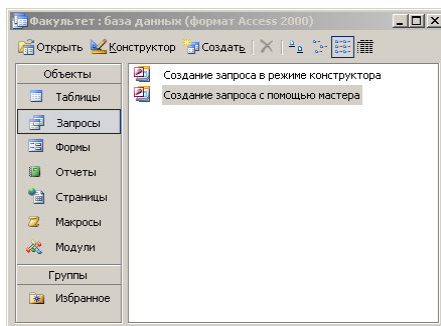 Факультет : база данных (формат Access 2000)
Открыть Конструктор Создать
Объекты
Таблицы
Запросы
Формы
Отчеты
Страницы
Макросы
Модули
Группы
Избранное
Создание запроса в режиме конструктора
Создание запроса с помощью мастера